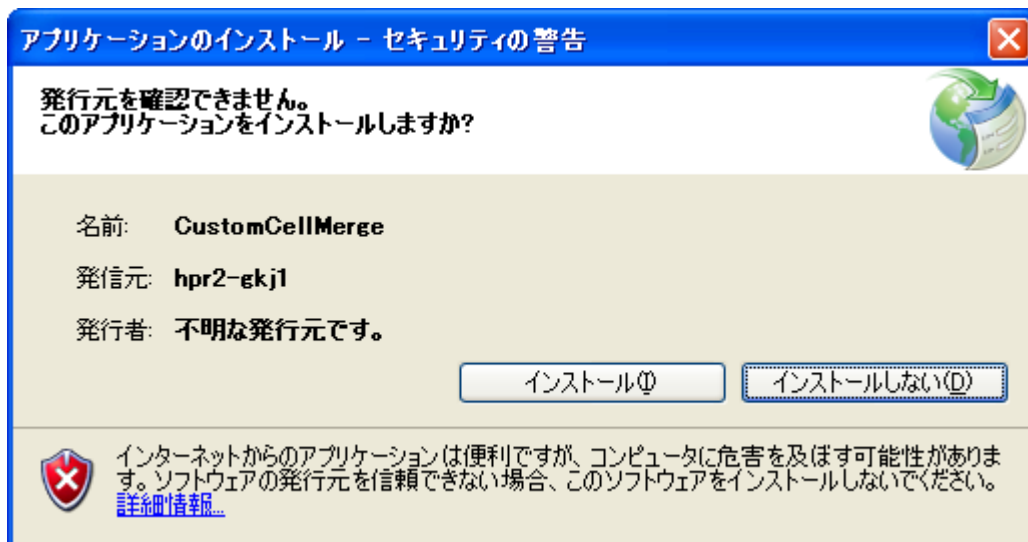 アプリケーションのインストール - セキュリティの警告
発行元を確認できません。
このアプリケーションをインストールしますか?
名前: CustomCellMerge
発信元: hpr2-gkj1
発行者: 不明な発行元です。
インストール(I) インストールしない(D)
インターネットからのアプリケーションは便利ですが、コンピュータに危害を及ぼす可能性がありま
す。ソフトウェアの発行元を信頼できない場合、このソフトウェアをインストールしないでください。
詳細情報...